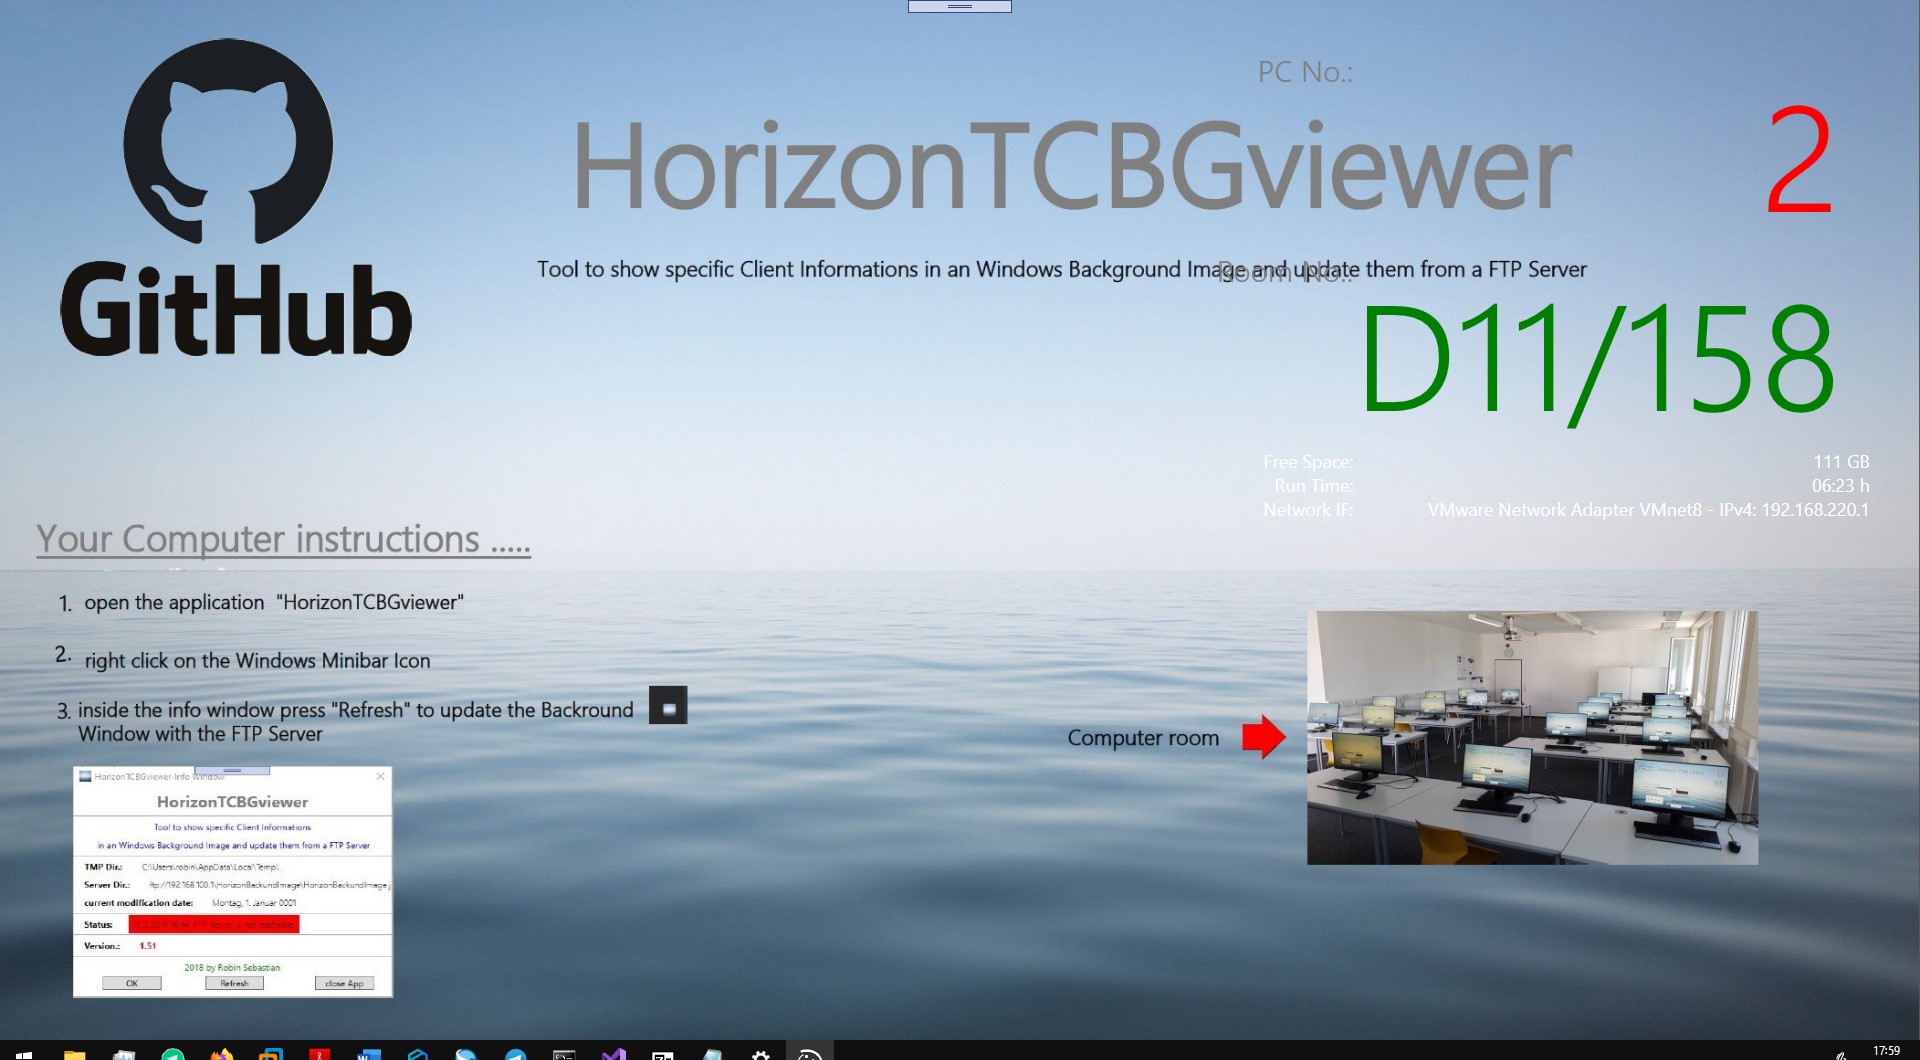 GitHub
PC No.:
HorizonTCBGviewer
2
Tool to show specific Client Informations in an Windows Background Image and update them from a FTP Server
Room No.:
D11/158
Free Space: 111 GB
Run Time: 06:23 h
Network IF: VMware Network Adapter VMnet8 - IPv4: 192.168.220.1
Your Computer instructions .....
1. open the application "HorizonTCBGviewer"
2. right click on the Windows Minibar Icon
3. inside the info window press "Refresh" to update the Backround
Window with the FTP Server
Computer room
HorizonTCBGviewer-Info Window
HorizonTCBGviewer
Tool to show specific Client Informations
in an Windows Background Image and update them from a FTP Server
TMP Dir.: C:\Users\robin\AppData\Local\Temp\
Server Dir.: ftp://192.168.100.1\HorizonBackundImage\HorizonBackundImage.j
current modification date: Montag, 1. Januar 0001
Status: FTP Server is not reachable
Version.: 1.51
2018 by Robin Sebastian
OK Refresh close App
17:59